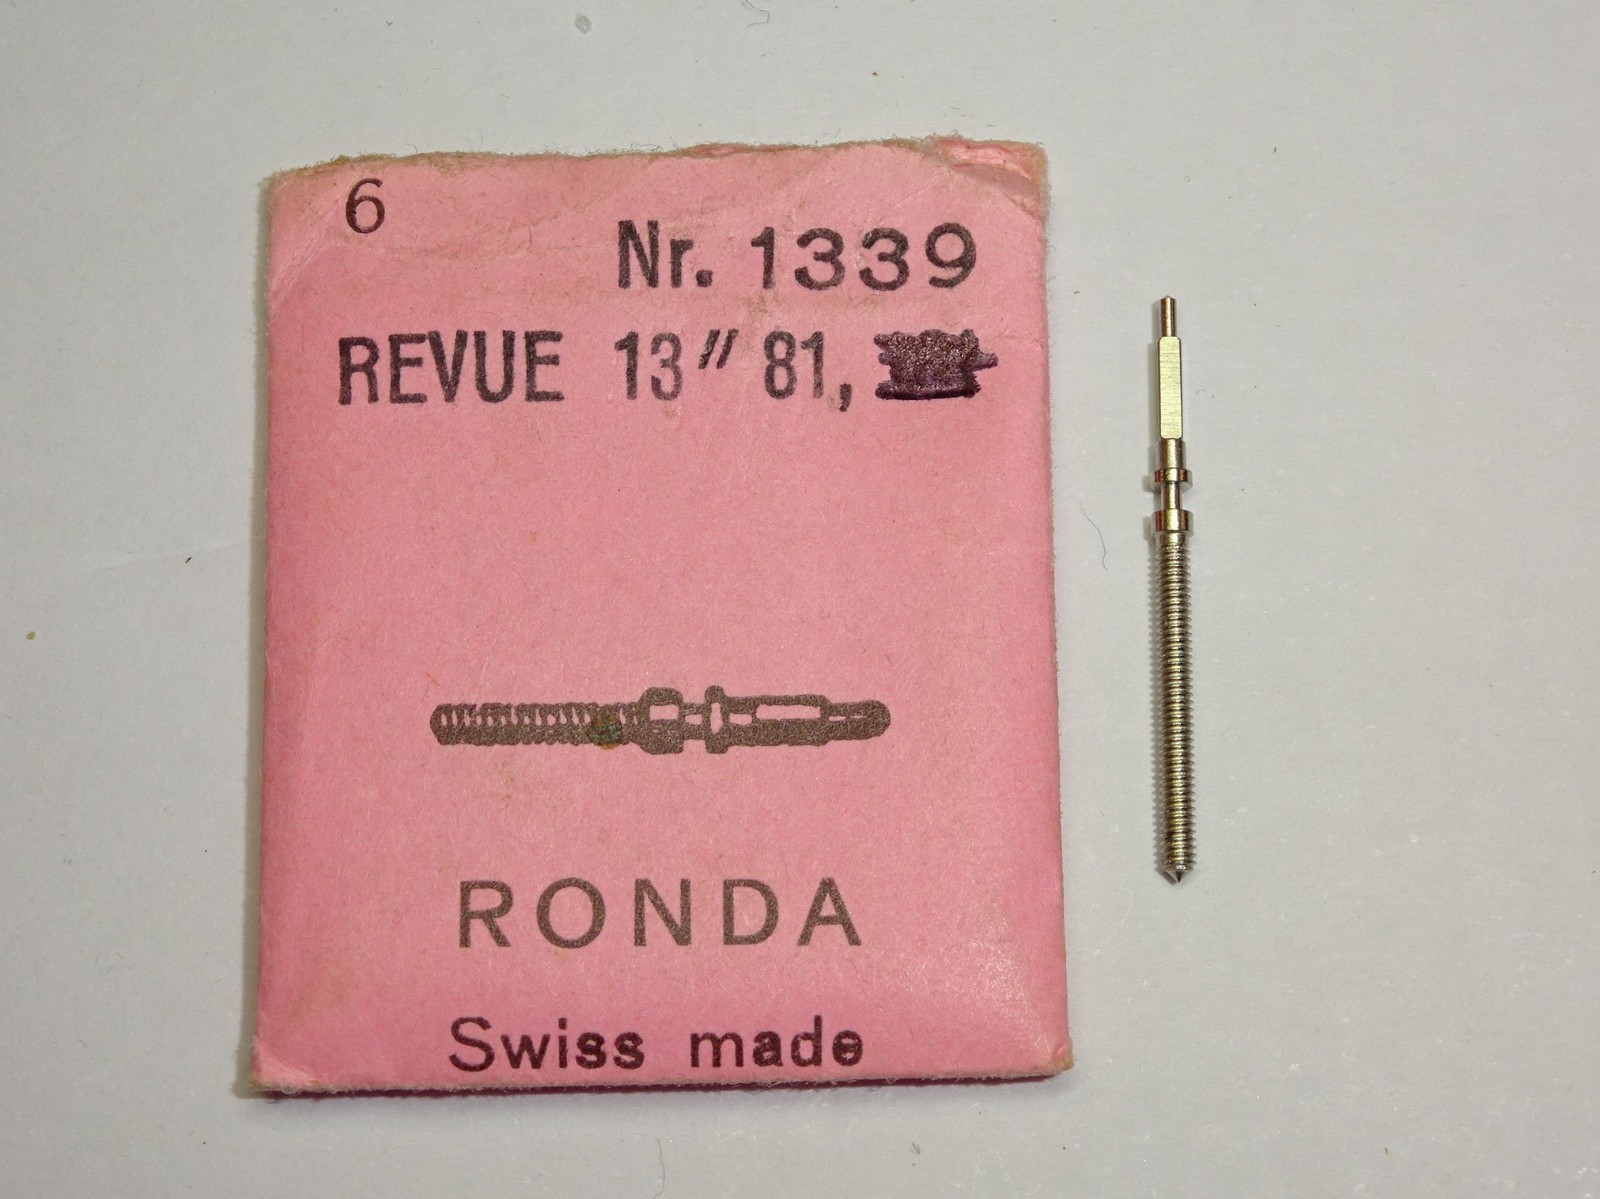 6
Nr. 1339
REVUE 13″ 81,
RONDA
Swiss made